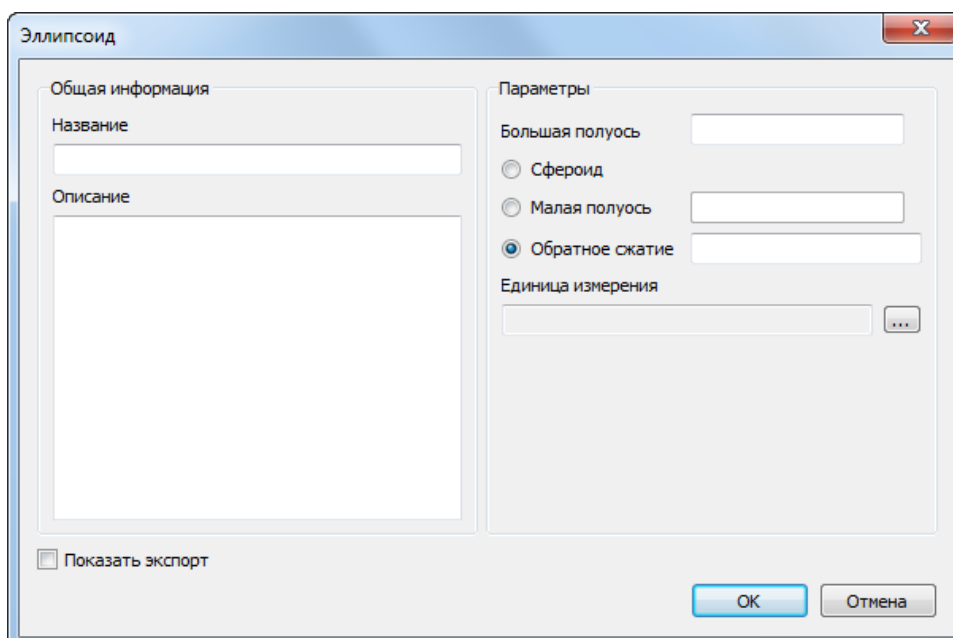 Эллипсоид
Общая информация
Название
Описание
Параметры
Большая полуось
Сфероид
Малая полуось
Обратное сжатие
Единица измерения
...
Показать экспорт
OK
Отмена